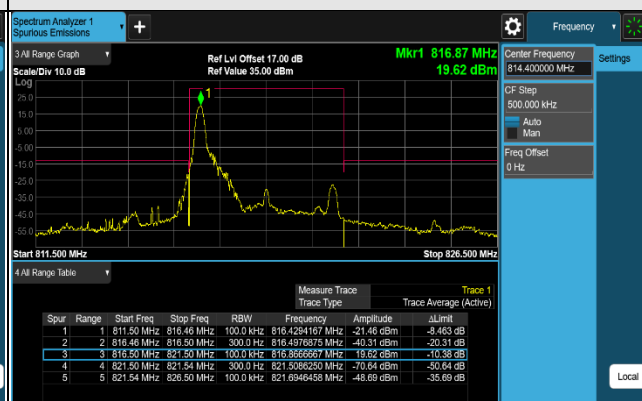 Spectrum Analyzer 1
Spurious Emissions
+
Frequency
3 All Range Graph
Ref Lvl Offset 17.00 dB
Mkr1 816.87 MHz
Scale/Div 10.0 dB
Ref Value 35.00 dBm
19.62 dBm
Log
25.0
15.0
5.00
-5.00
-15.0
-25.0
-35.0
-45.0
-55.0
1
Start 811.500 MHz
Stop 826.500 MHz
Center Frequency
814.400000 MHz
Settings
CF Step
500.000 kHz
Auto
Man
Freq Offset
0 Hz
4 All Range Table
Measure Trace Trace 1
Trace Type Trace Average (Active)
Spur Range Start Freq Stop Freq RBW Frequency Amplitude ΔLimit
1 1 811.50 MHz 816.46 MHz 100.0 kHz 816.4294167 MHz -21.46 dBm -8.463 dB
2 2 816.46 MHz 816.50 MHz 300.0 Hz 816.4976875 MHz -40.31 dBm -20.31 dB
3 3 816.50 MHz 821.50 MHz 100.0 kHz 816.8666667 MHz 19.62 dBm -10.38 dB
4 4 821.50 MHz 821.54 MHz 300.0 Hz 821.5086250 MHz -70.64 dBm -50.64 dB
5 5 821.54 MHz 826.50 MHz 100.0 kHz 821.6946458 MHz -48.69 dBm -35.69 dB
Local